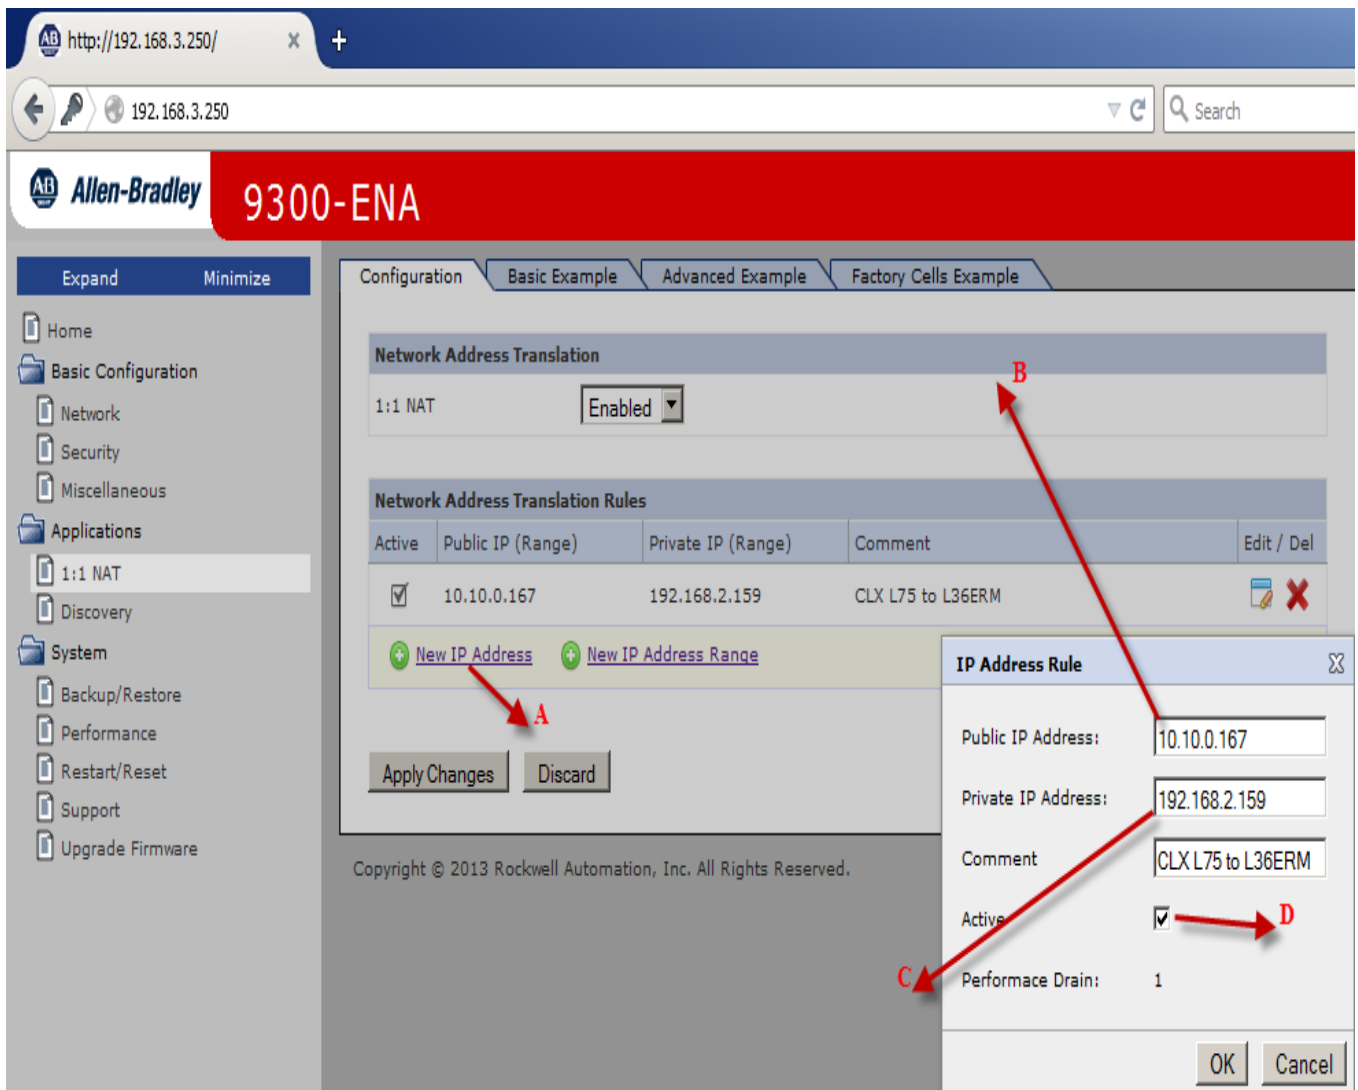 http://192.168.3.250/
192.168.3.250
Search
AB
Allen-Bradley
9300-ENA
Expand Minimize
Home
Basic Configuration
Network
Security
Miscellaneous
Applications
1:1 NAT
Discovery
System
Backup/Restore
Performance
Restart/Reset
Support
Upgrade Firmware
Configuration Basic Example Advanced Example Factory Cells Example
Network Address Translation
B
1:1 NAT Enabled
Network Address Translation Rules
Active Public IP (Range) Private IP (Range) Comment Edit / Del
10.10.0.167 192.168.2.159 CLX L75 to L36ERM
New IP Address New IP Address Range
A
Apply Changes Discard
Copyright © 2013 Rockwell Automation, Inc. All Rights Reserved.
IP Address Rule
Public IP Address: 10.10.0.167
Private IP Address: 192.168.2.159
Comment CLX L75 to L36ERM
Active
D
C
Performace Drain: 1
OK Cancel